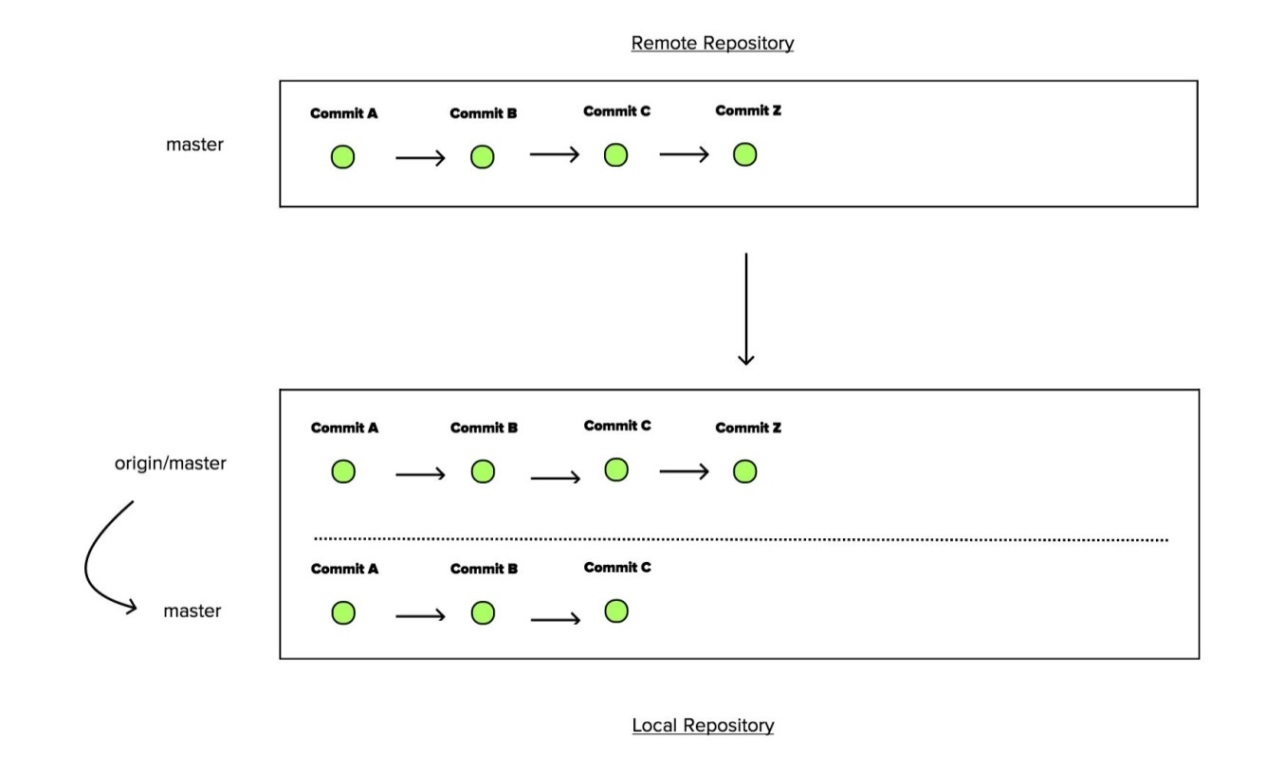 Remote Repository
Commit A Commit B Commit C Commit Z
master
Commit A Commit B Commit C Commit Z
origin/master
Commit A Commit B Commit C
master
Local Repository